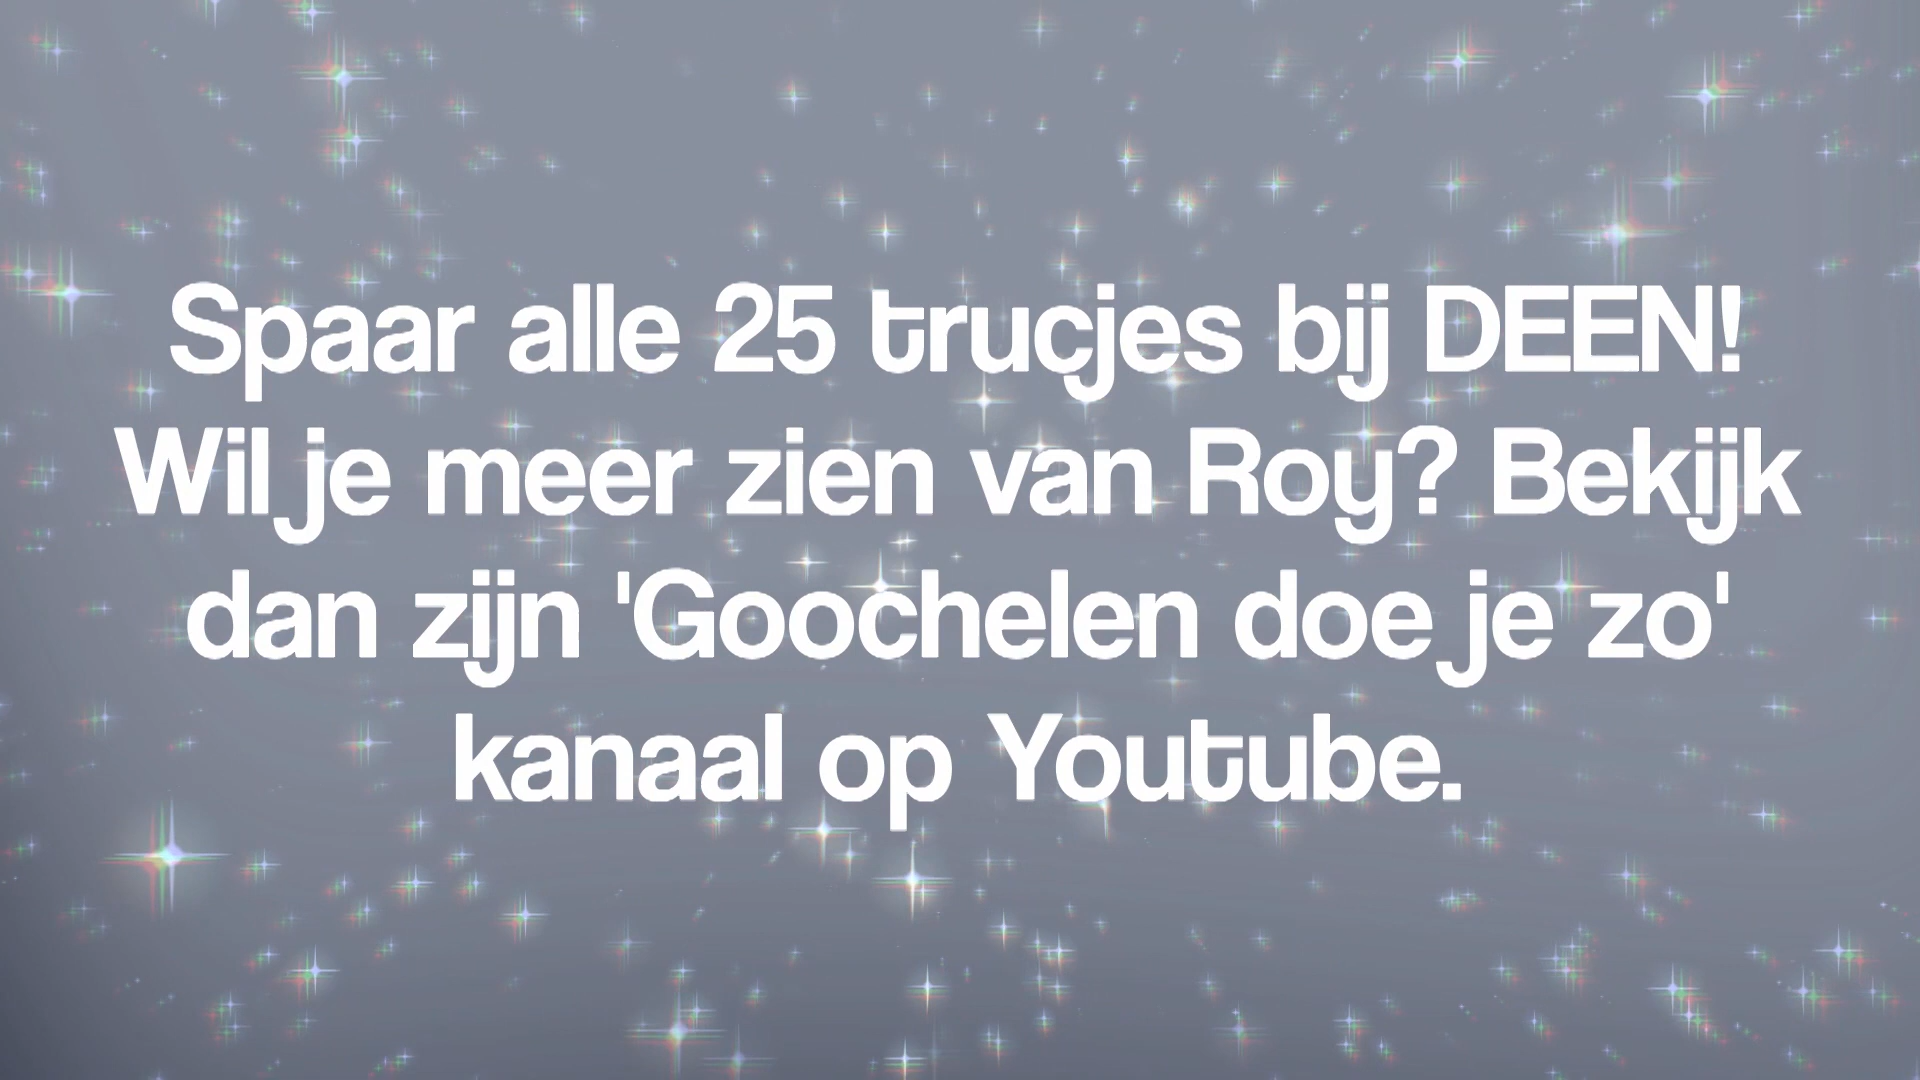 Spaar alle 25 trucjes bij DEEN!
Wil je meer zien van Roy? Bekijk
dan zijn 'Goochelen doe je zo'
kanaal op Youtube.